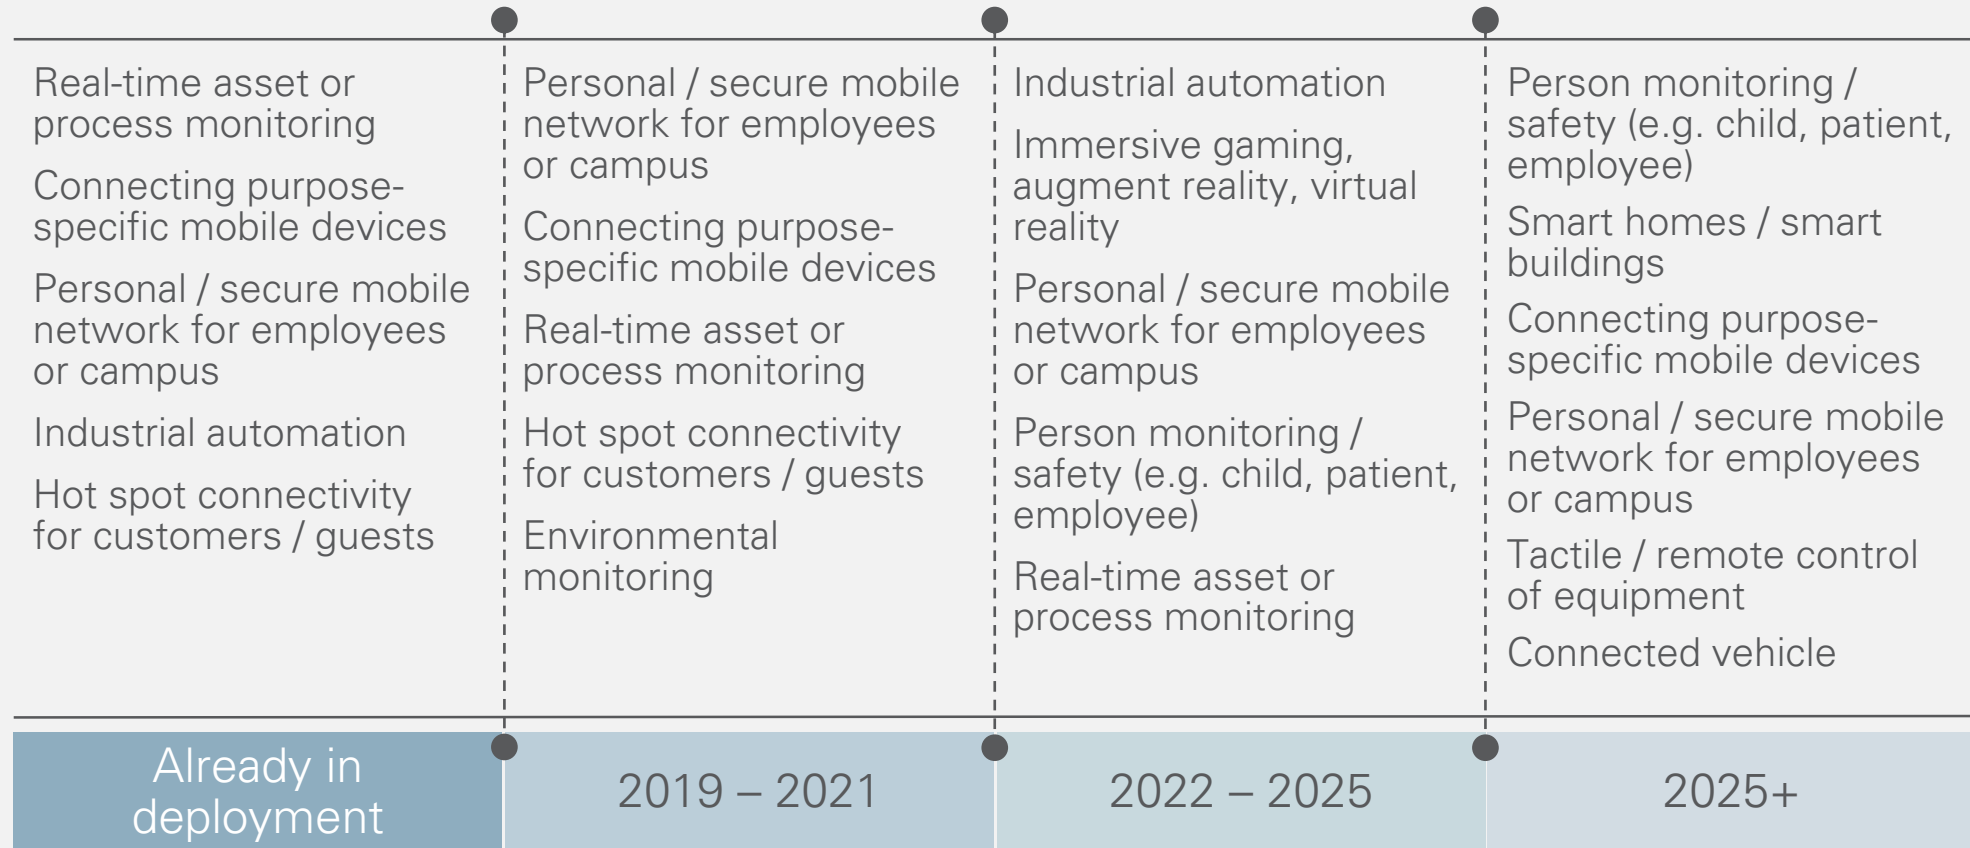 Real-time asset or
process monitoring
Connecting purpose-
specific mobile devices
Personal / secure mobile
network for employees
or campus
Industrial automation
Hot spot connectivity
for customers / guests
Already in
deployment
Personal / secure mobile
network for employees
or campus
Connecting purpose-
specific mobile devices
Real-time asset or
process monitoring
Hot spot connectivity
for customers / guests
Environmental
monitoring
2019 – 2021
Industrial automation
Immersive gaming,
augment reality, virtual
reality
Personal / secure mobile
network for employees
or campus
Person monitoring /
safety (e.g. child, patient,
employee)
Real-time asset or
process monitoring
2022 – 2025
Person monitoring /
safety (e.g. child, patient,
employee)
Smart homes / smart
buildings
Connecting purpose-
specific mobile devices
Personal / secure mobile
network for employees
or campus
Tactile / remote control
of equipment
Connected vehicle
2025+